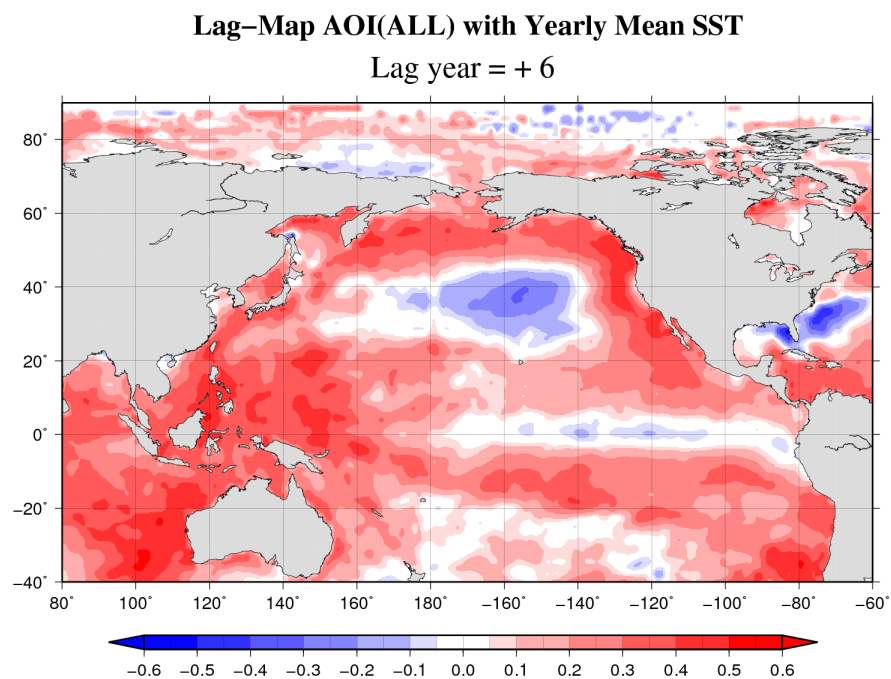 Lag−Map AOI(ALL) with Yearly Mean SST
Lag year = + 6
80˚
60˚
40˚
20˚
0˚
−20˚
−40˚
80˚ 100˚ 120˚ 140˚ 160˚ 180˚ −160˚ −140˚ −120˚ −100˚ −80˚ −60˚
−0.6 −0.5 −0.4 −0.3 −0.2 −0.1 0.0 0.1 0.2 0.3 0.4 0.5 0.6